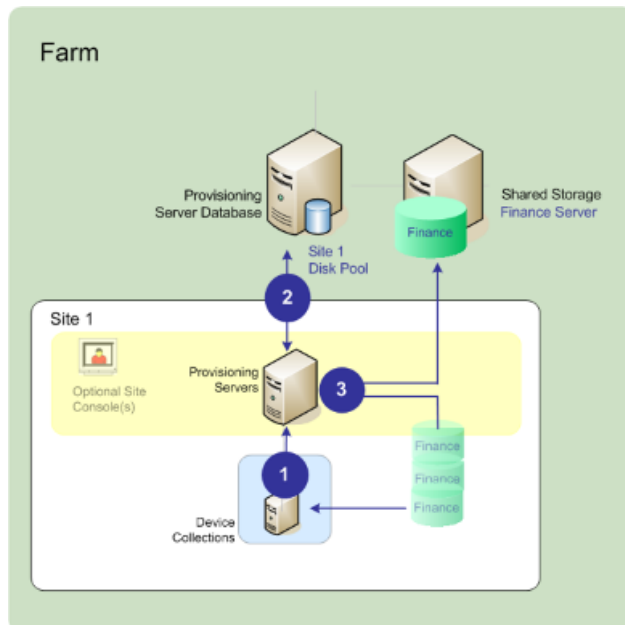 Farm
Provisioning
Server Database
Shared Storage
Finance Server
Finance
Site 1
Disk Pool
2
Site 1
Optional Site
Console(s)
Provisioning
Servers
3
Finance
Finance
Finance
1
Device
Collections